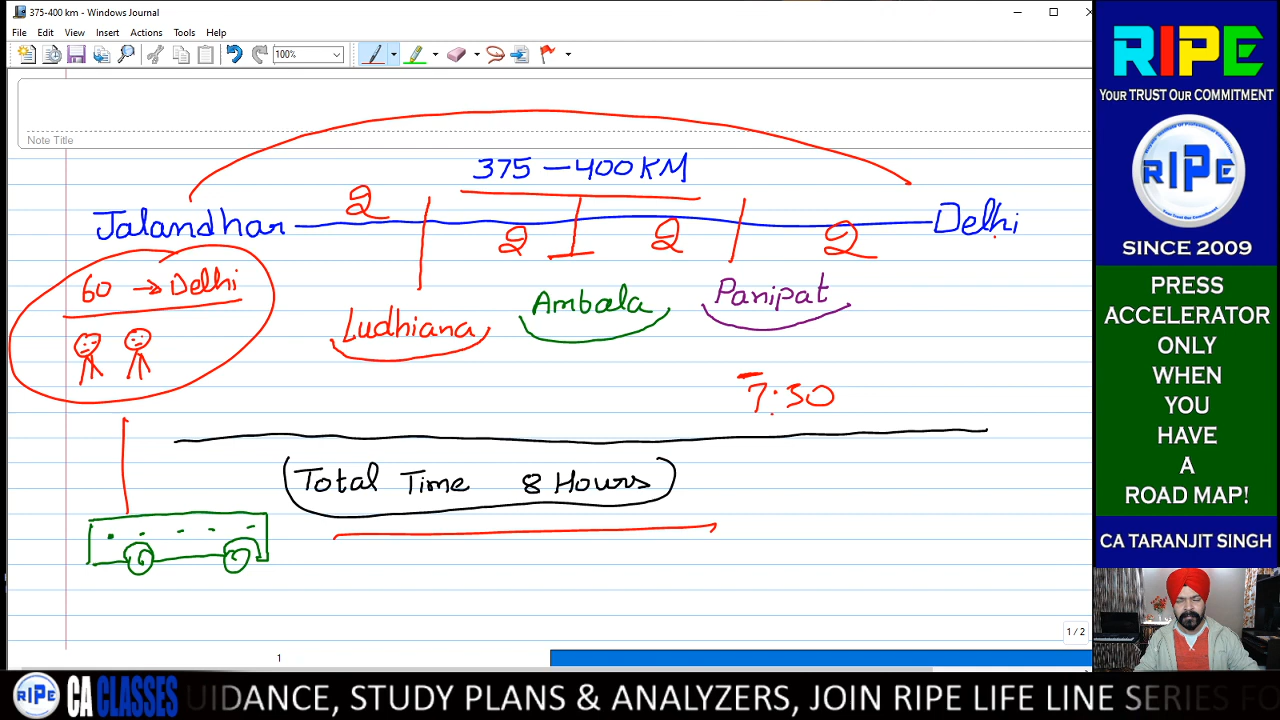 375-400 km - Windows Journal
File Edit View Insert Actions Tools Help
100%
Note Title
375 — 400 KM
Jalandhar 2 2 2 2 Delhi
60 → Delhi
Ludhiana
Ambala
Panipat
7:30
Total Time 8 Hours
1 / 2
1
RIPE
YOUR TRUST OUR COMMITMENT
RIPE
SINCE 2009
PRESS
ACCELERATOR
ONLY
WHEN
YOU
HAVE
A
ROAD MAP!
CA TARANJIT SINGH
RIPE CA CLASSES UIDANCE, STUDY PLANS & ANALYZERS, JOIN RIPE LIFE LINE SERIES FO